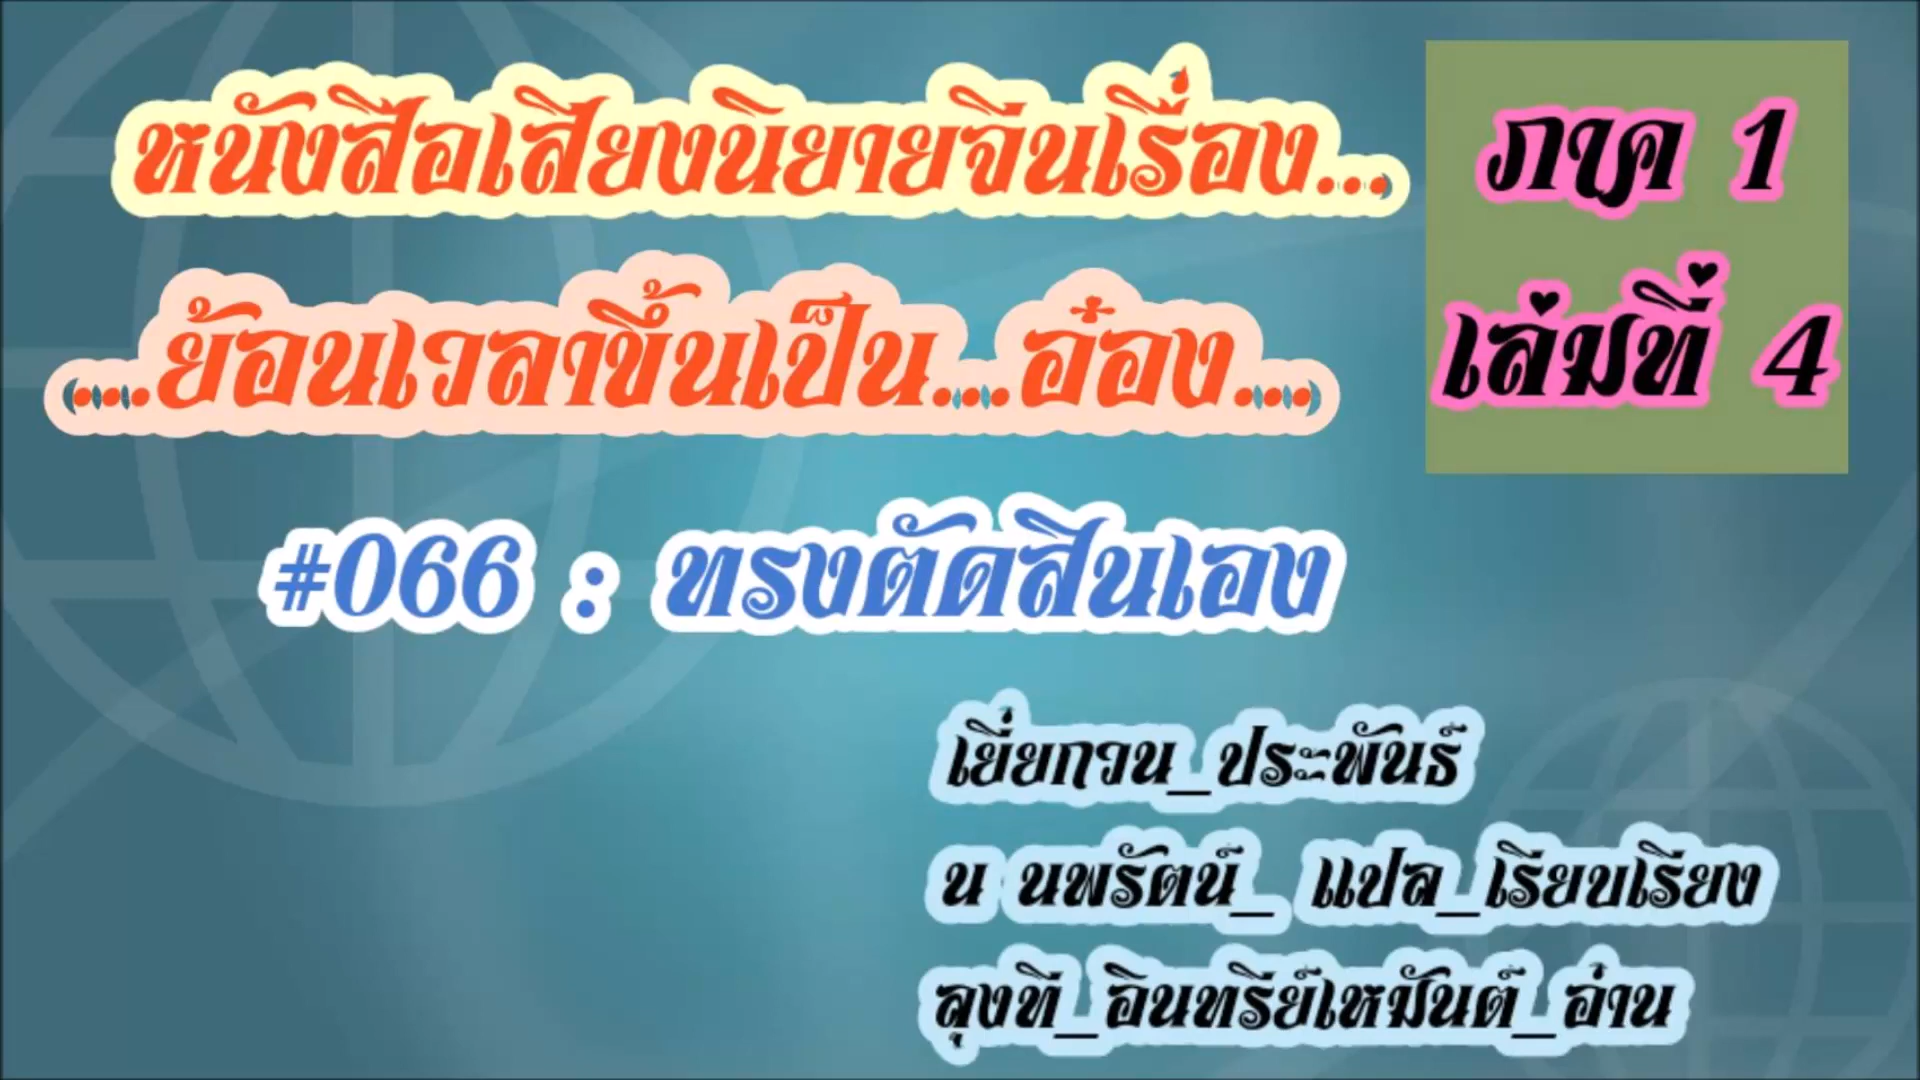 หนังสือเสียงนิยายจีนเรื่อง....
ภาค 1
....ย้อนเวลาขึ้นเป็น....อ๋อง....
เล่มที่ 4
#066 : ทรงตัดสินเอง
เยี่ยกวน_ประพันธ์
น นพรัตน์_ แปล_เรียบเรียง
ลุงที_อินทรีย์เหมันต์_อ่าน